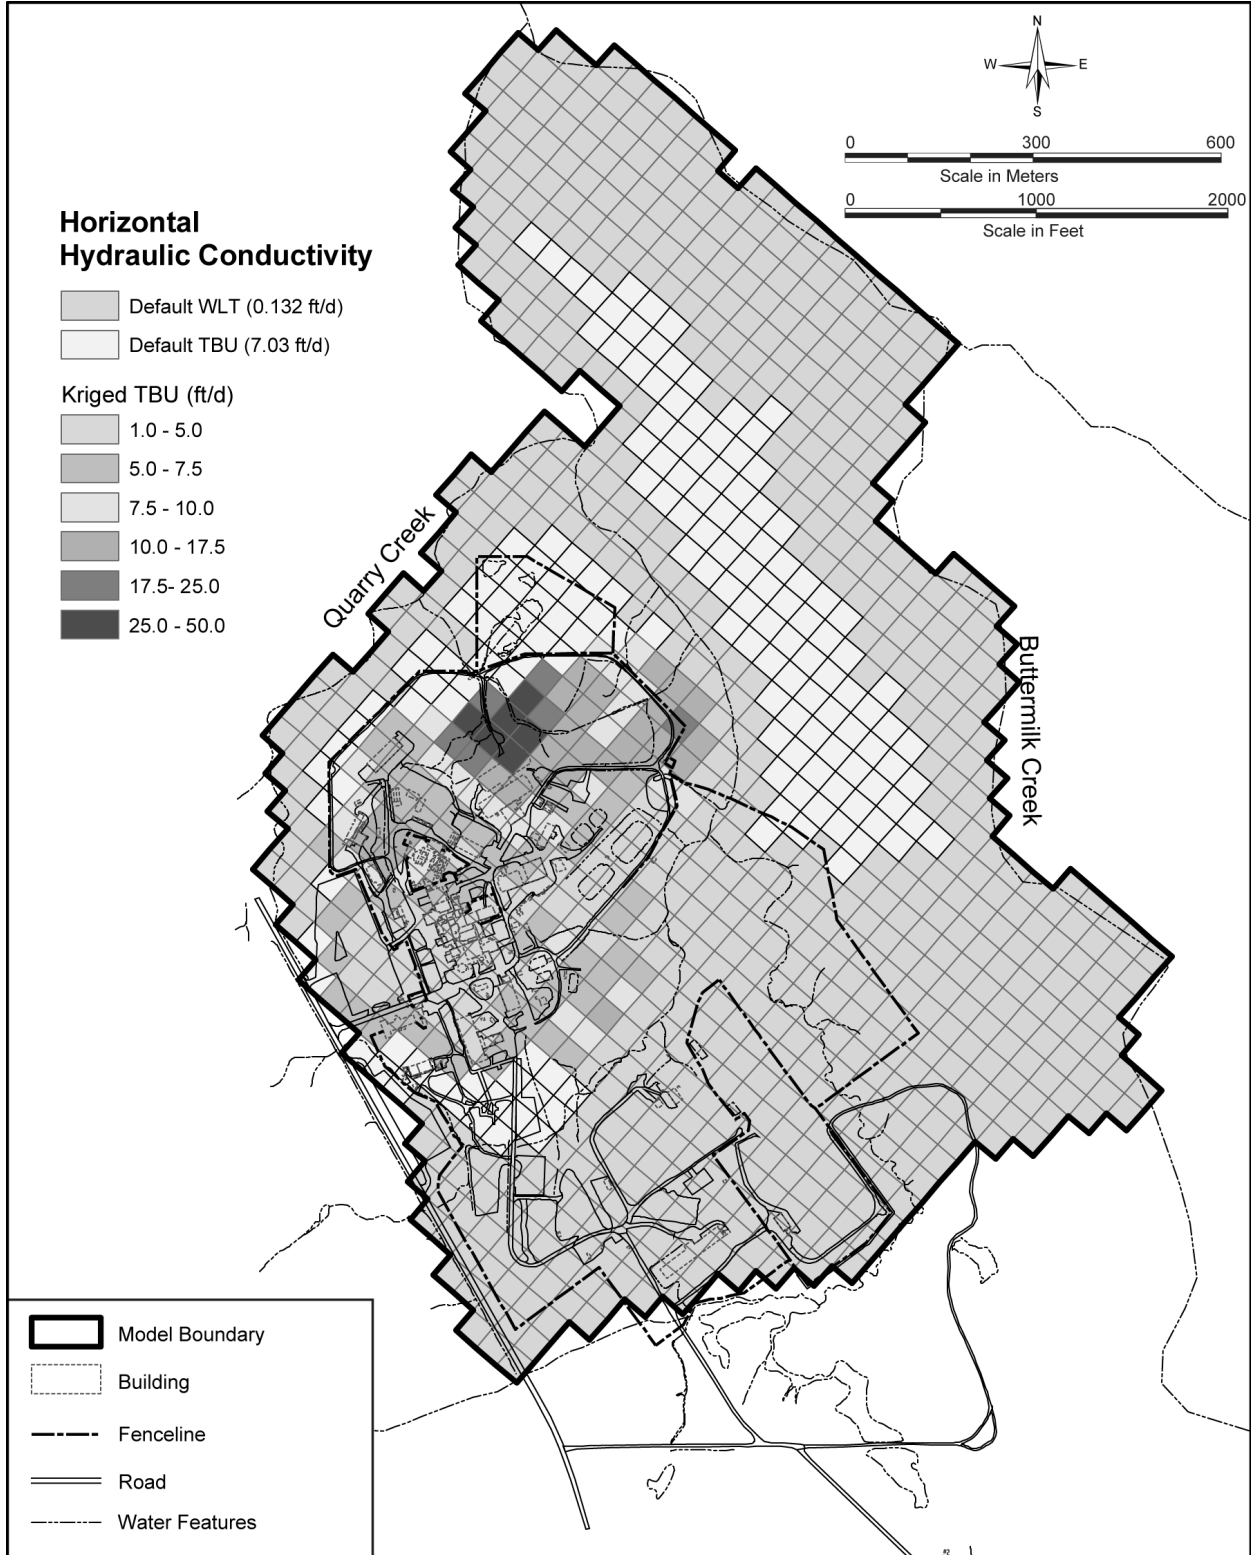 N
W E
S
0 300 600
Scale in Meters
0 1000 2000
Scale in Feet
Horizontal
Hydraulic Conductivity
Default WLT (0.132 ft/d)
Default TBU (7.03 ft/d)
Kriged TBU (ft/d)
1.0 - 5.0
5.0 - 7.5
7.5 - 10.0
10.0 - 17.5
17.5- 25.0
25.0 - 50.0
Quarry Creek
Buttermilk Creek
Model Boundary
Building
Fenceline
Road
Water Features
#2